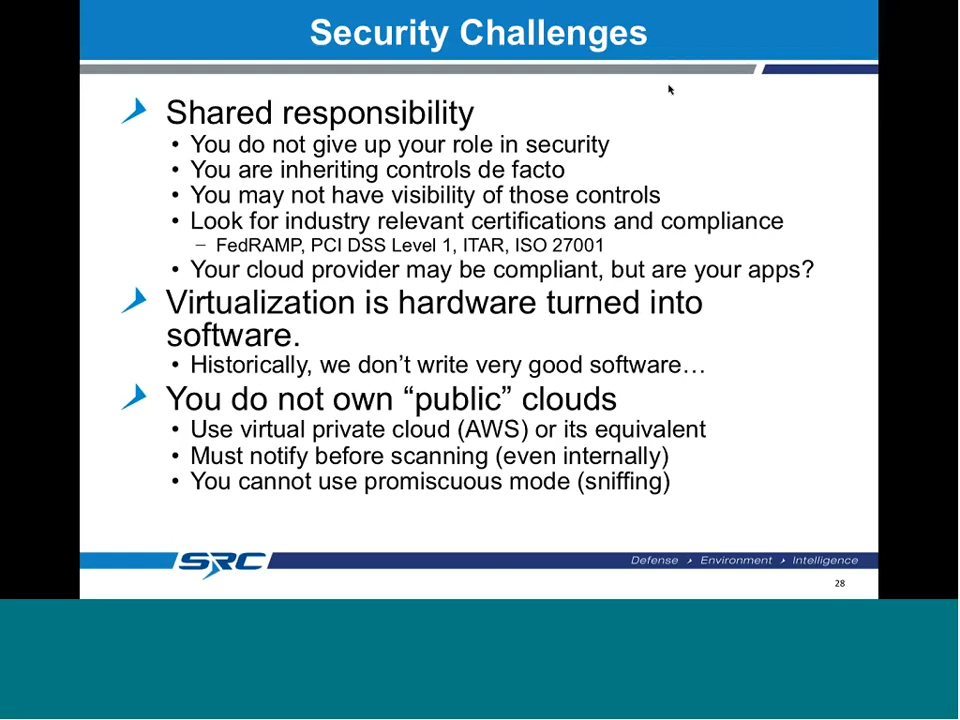 Security Challenges
Shared responsibility
• You do not give up your role in security
• You are inheriting controls de facto
• You may not have visibility of those controls
• Look for industry relevant certifications and compliance
– FedRAMP, PCI DSS Level 1, ITAR, ISO 27001
• Your cloud provider may be compliant, but are your apps?
Virtualization is hardware turned into
software.
• Historically, we don’t write very good software…
You do not own “public” clouds
• Use virtual private cloud (AWS) or its equivalent
• Must notify before scanning (even internally)
• You cannot use promiscuous mode (sniffing)
SRC
Defense Environment Intelligence
28